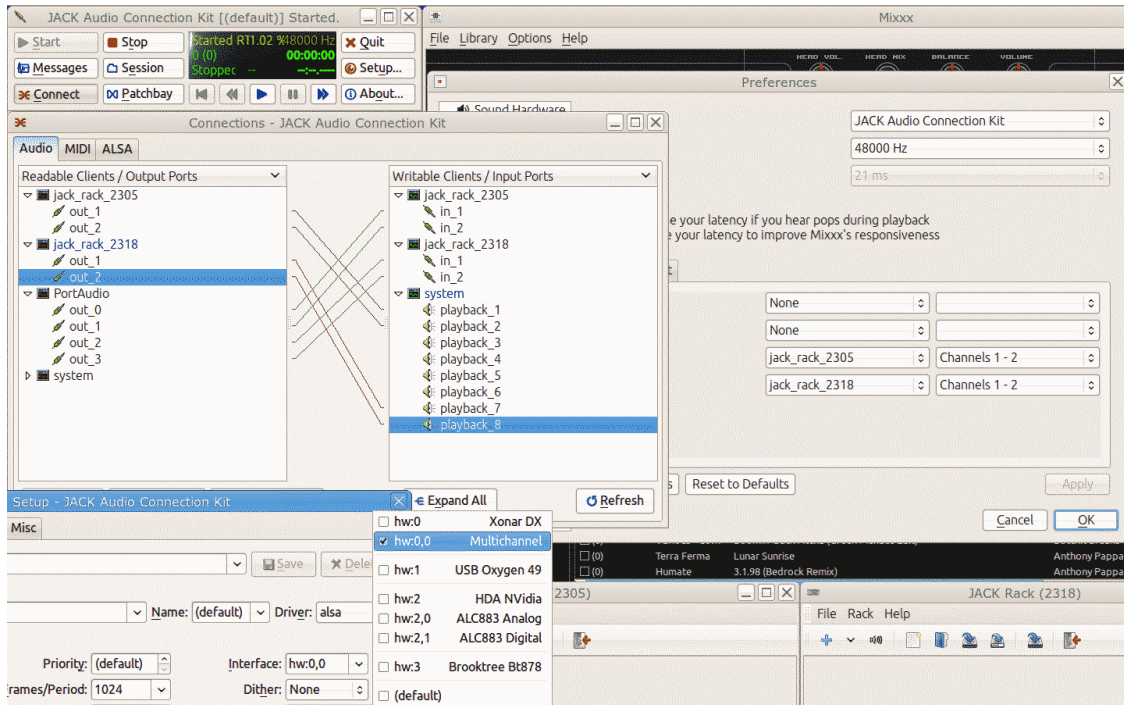 JACK Audio Connection Kit [(default)] Started.
Start
Stop
Started RT1.02 %48000 Hz
0 (0) 00:00:00
Stopped -- --:--.----
Quit
Messages
Session
Setup...
Connect
Patchbay
About...
Mixxx
File Library Options Help
HEAD VOL. HEAD MIX BALANCE VOLUME
Preferences
Sound Hardware
JACK Audio Connection Kit
48000 Hz
21 ms
e your latency if you hear pops during playback
your latency to improve Mixxx's responsiveness
None
None
jack_rack_2305 Channels 1 - 2
jack_rack_2318 Channels 1 - 2
s Reset to Defaults
Apply
Cancel
OK
Connections - JACK Audio Connection Kit
Audio MIDI ALSA
Readable Clients / Output Ports
jack_rack_2305
out_1
out_2
jack_rack_2318
out_1
out_2
PortAudio
out_0
out_1
out_2
out_3
system
Writable Clients / Input Ports
jack_rack_2305
in_1
in_2
jack_rack_2318
in_1
in_2
system
playback_1
playback_2
playback_3
playback_4
playback_5
playback_6
playback_7
playback_8
Expand All
Refresh
Setup - JACK Audio Connection Kit
Misc
Save
Dele
Name: (default) Driver: alsa
Priority: (default) Interface: hw:0,0
rames/Period: 1024 Dither: None
hw:0 Xonar DX
hw:0,0 Multichannel
hw:1 USB Oxygen 49
hw:2 HDA NVidia
hw:2,0 ALC883 Analog
hw:2,1 ALC883 Digital
hw:3 Brooktree Bt878
(default)
(0) Terra Ferma Lunar Sunrise Anthony Pappa
(0) Humate 3.1.98 (Bedrock Remix) Anthony Pappa
2305)
JACK Rack (2318)
File Rack Help